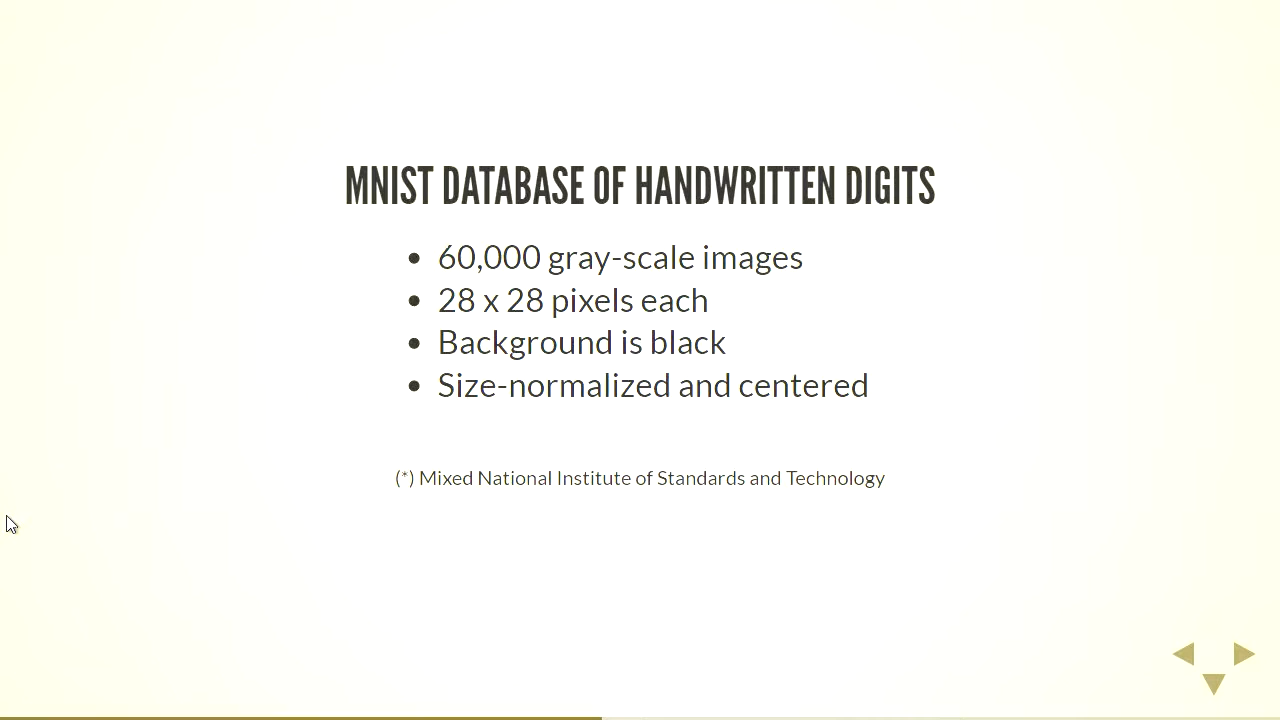 MNIST DATABASE OF HANDWRITTEN DIGITS
• 60,000 gray-scale images
• 28 x 28 pixels each
• Background is black
• Size-normalized and centered
(*) Mixed National Institute of Standards and Technology